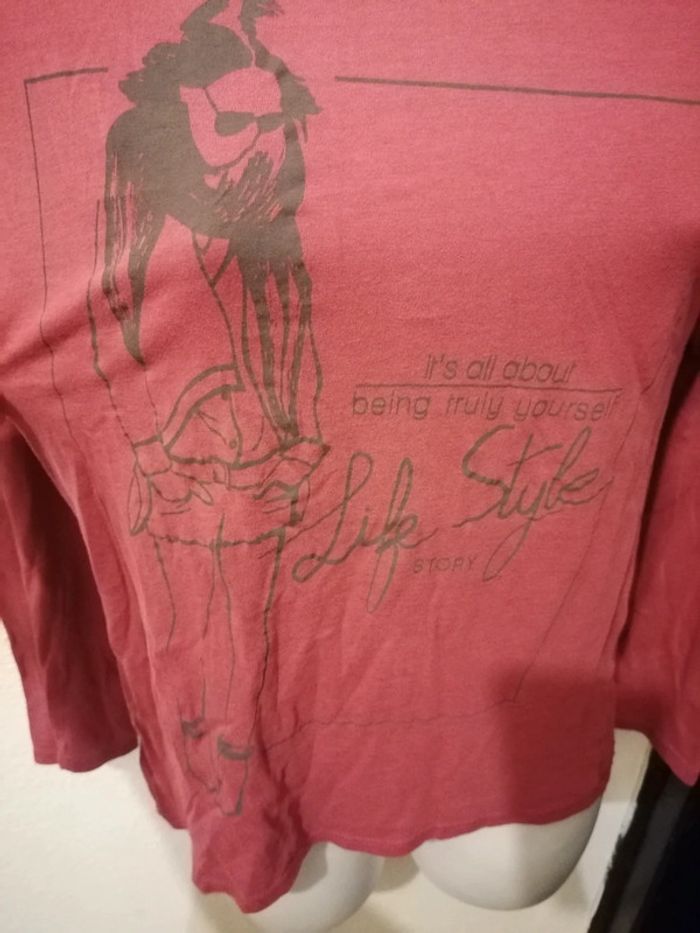 it's all about
being truly yourself
Life Style
STORY